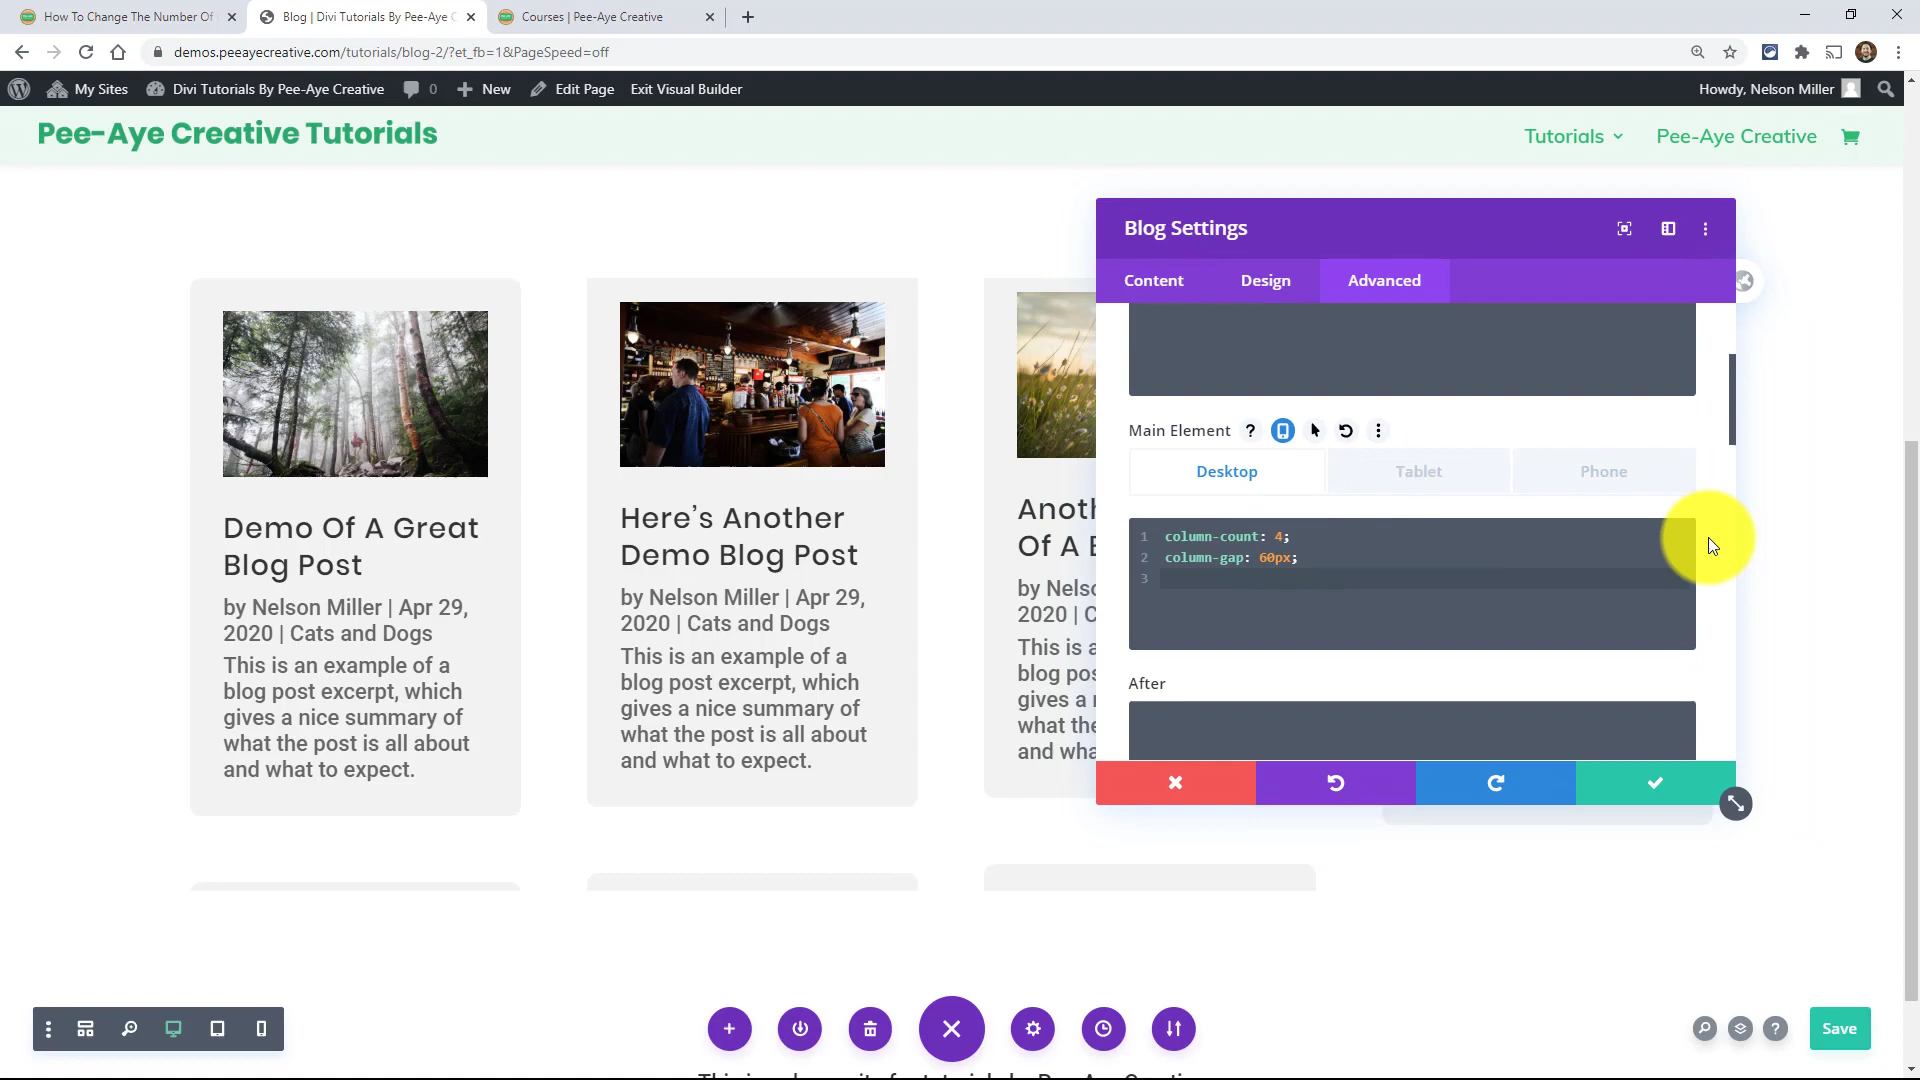 How To Change The Number Of
Blog | Divi Tutorials By Pee-Aye C
Courses | Pee-Aye Creative
demos.peeayecreative.com/tutorials/blog-2/?et_fb=1&PageSpeed=off
My Sites
Divi Tutorials By Pee-Aye Creative
0
New
Edit Page
Exit Visual Builder
Howdy, Nelson Miller
Pee-Aye Creative Tutorials
Tutorials
Pee-Aye Creative
Demo Of A Great
Blog Post
by Nelson Miller | Apr 29,
2020 | Cats and Dogs
This is an example of a
blog post excerpt, which
gives a nice summary of
what the post is all about
and what to expect.
Here's Another
Demo Blog Post
by Nelson Miller | Apr 29,
2020 | Cats and Dogs
This is an example of a
blog post excerpt, which
gives a nice summary of
what the post is all about
and what to expect.
Of A
2020 |
This is
gives a
and
Blog Settings
Content
Design
Advanced
Main Element
?
Desktop
Tablet
Phone
1 column-count: 4;
2 column-gap: 60px;
3
After
?
Save